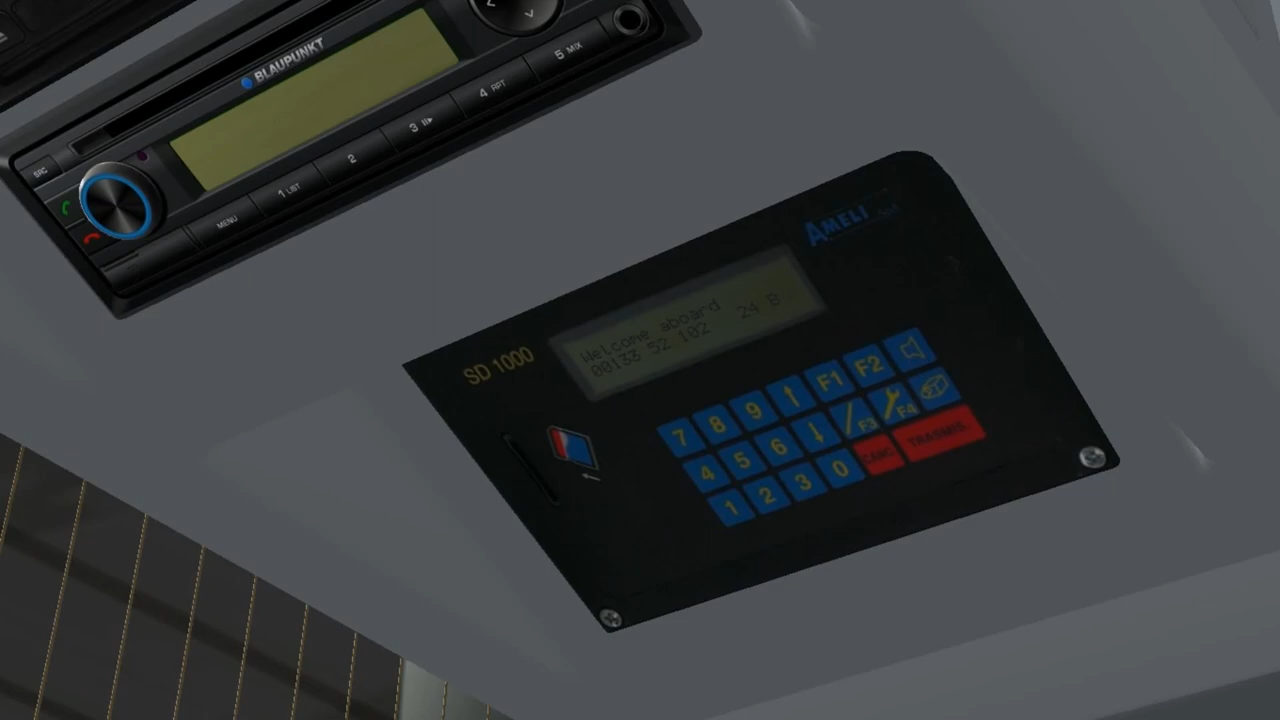 BLAUPUNKT
SRC
MENU
1 LIST
2
3
4 RPT
5 MIX
AMELI
SD 1000
Welcome aboard
00133 52 102 24 B
7 8 9 F1 F2
4 5 6 F3 F4
1 2 3 0 CANC TRASMIS.